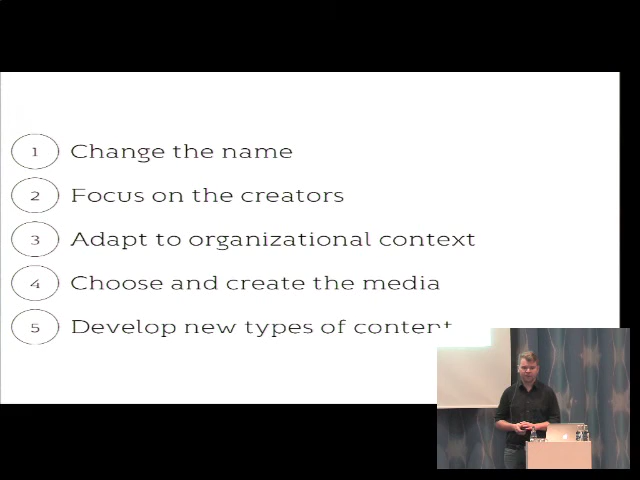 1 Change the name
2 Focus on the creators
3 Adapt to organizational context
4 Choose and create the media
5 Develop new types of content